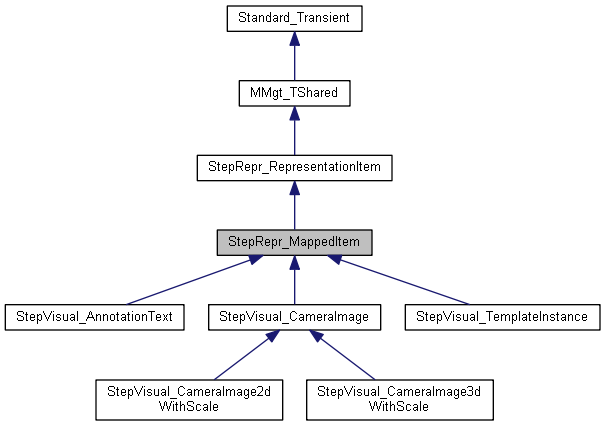 Standard_Transient
MMgt_TShared
StepRepr_RepresentationItem
StepRepr_MappedItem
StepVisual_AnnotationText
StepVisual_CameraImage
StepVisual_TemplateInstance
StepVisual_CameraImage2d
WithScale
StepVisual_CameraImage3d
WithScale